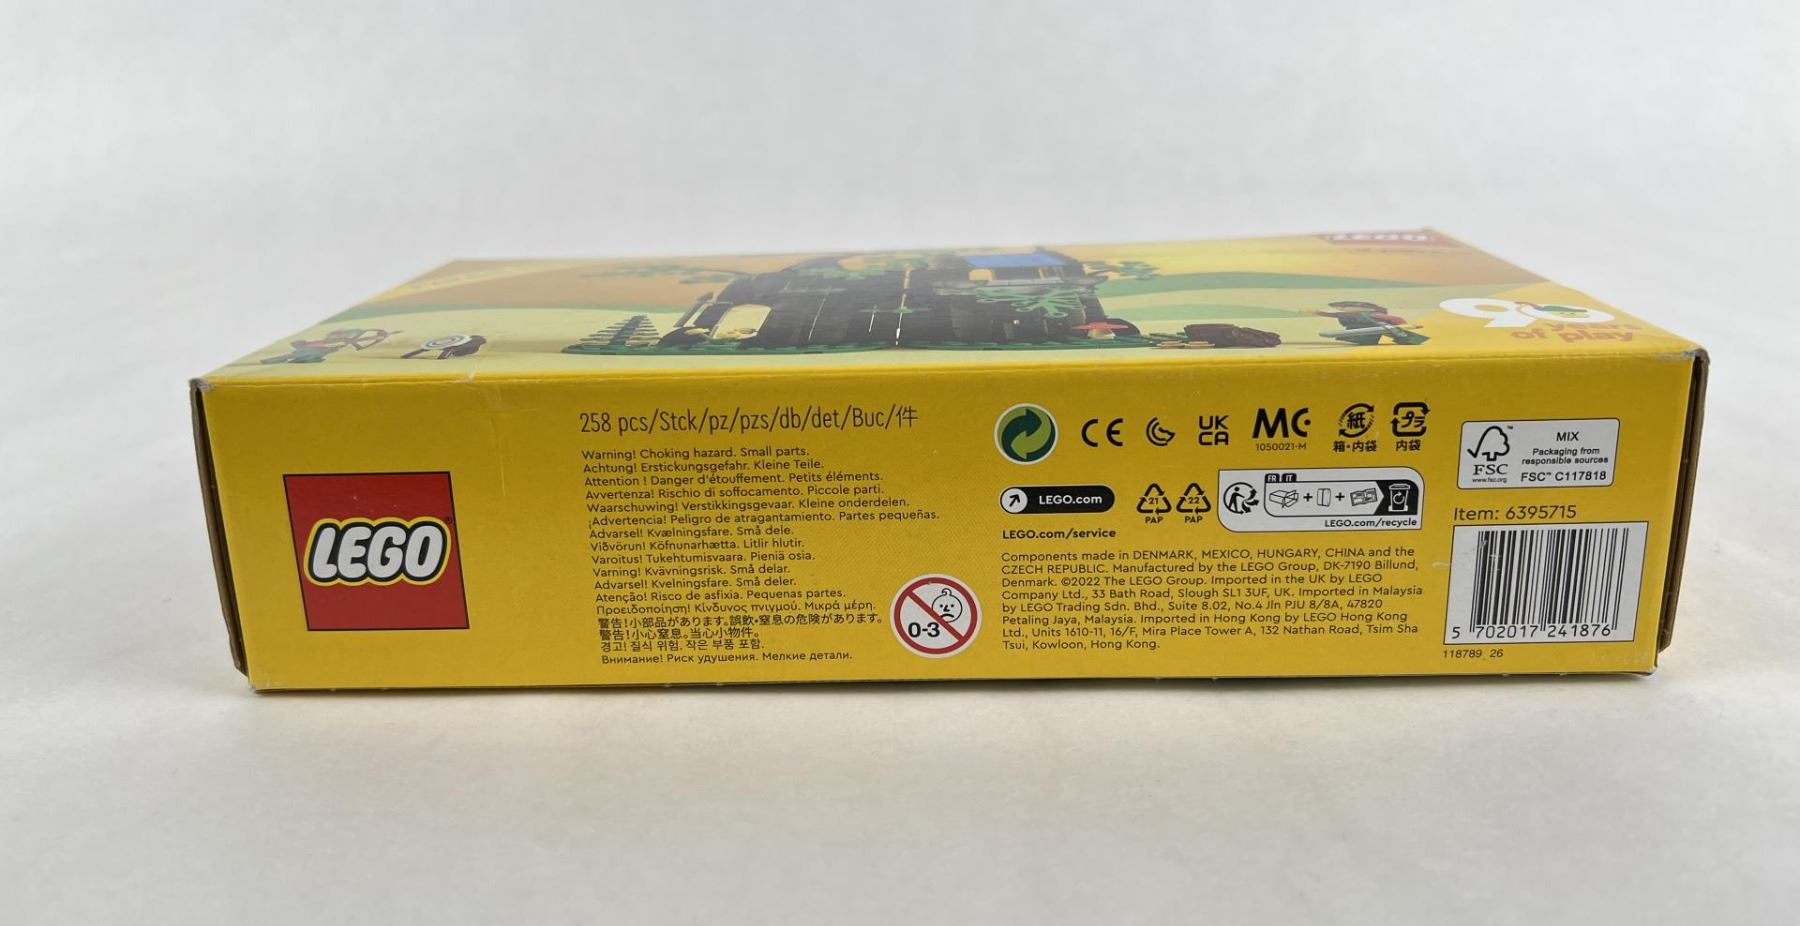 LEGO
90
years
of play
LEGO
258 pcs/Stck/pz/pzs/db/det/Buc/件
Warning! Choking hazard. Small parts.
Achtung! Erstickungsgefahr. Kleine Teile.
Attention ! Danger d'étouffement. Petits éléments.
Avvertenza! Rischio di soffocamento. Piccole parti.
Waarschuwing! Verstikkingsgevaar. Kleine onderdelen.
¡Advertencia! Peligro de atragantamiento. Partes pequeñas.
Advarsel! Kvælningsfare. Små dele.
Viðvörun! Köfnunarhætta. Litlir hlutir.
Varoitus! Tukehtumisvaara. Pieniä osia.
Varning! Kvävningsrisk. Små delar.
Advarsel! Kvelningsfare. Små deler.
Atenção! Risco de asfixia. Pequenas partes.
Προειδοποίηση! Κίνδυνος πνιγμού. Μικρά μέρη.
警告!小部品があります。誤飲・窒息の危険があります。
警告!小心窒息。当心小物件。
경고! 질식 위험. 작은 부품 포함.
Внимание! Риск удушения. Мелкие детали.
0-3
CE
UK
CA
MC
1050021-M
紙
箱・内袋
プラ
内袋
LEGO.com
21
PAP
22
PAP
FR IT
LEGO.com/recycle
LEGO.com/service
Components made in DENMARK, MEXICO, HUNGARY, CHINA and the
CZECH REPUBLIC. Manufactured by the LEGO Group, DK-7190 Billund,
Denmark. ©2022 The LEGO Group. Imported in the UK by LEGO
Company Ltd., 33 Bath Road, Slough SL1 3UF, UK. Imported in Malaysia
by LEGO Trading Sdn. Bhd., Suite 8.02, No.4 Jln PJU 8/8A, 47820
Petaling Jaya, Malaysia. Imported in Hong Kong by LEGO Hong Kong
Ltd., Units 1610-11, 16/F, Mira Place Tower A, 132 Nathan Road, Tsim Sha
Tsui, Kowloon, Hong Kong.
FSC
www.fsc.org
MIX
Packaging from
responsible sources
FSC™ C117818
Item: 6395715
5 702017 241876
118789 26